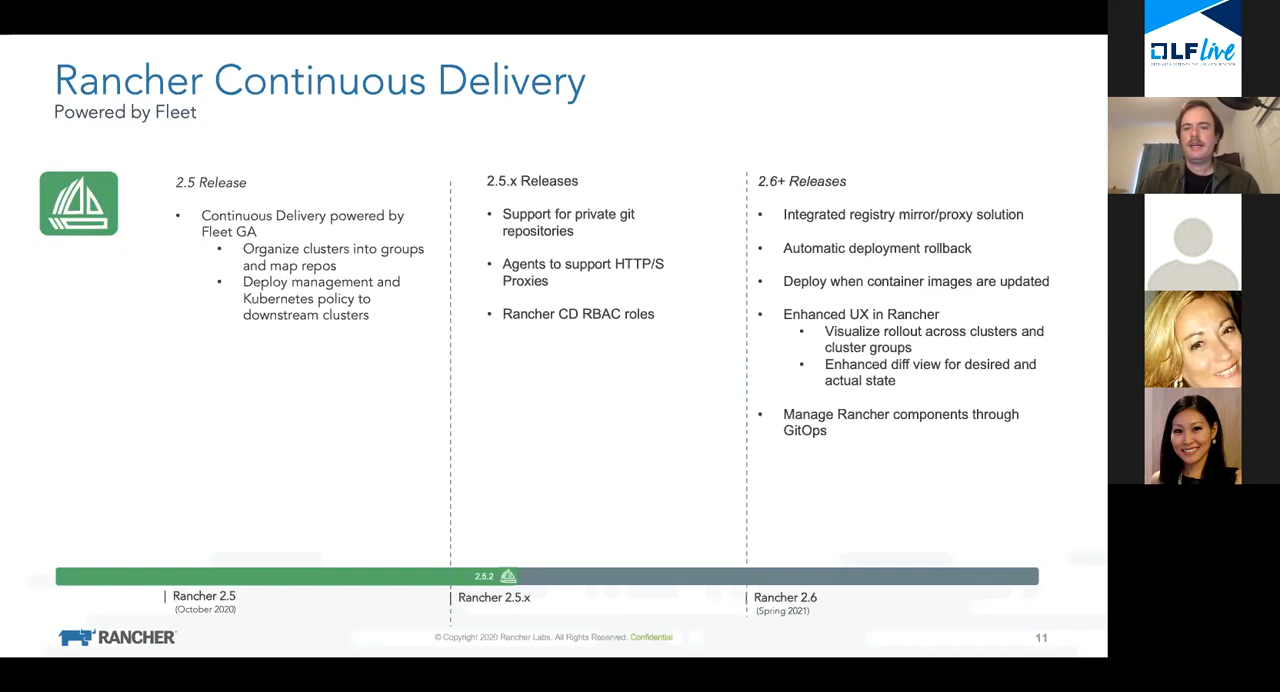 Rancher Continuous Delivery
Powered by Fleet
2.5 Release
• Continuous Delivery powered by
Fleet GA
• Organize clusters into groups
and map repos
• Deploy management and
Kubernetes policy to
downstream clusters
2.5.x Releases
• Support for private git
repositories
• Agents to support HTTP/S
Proxies
• Rancher CD RBAC roles
2.6+ Releases
• Integrated registry mirror/proxy solution
• Automatic deployment rollback
• Deploy when container images are updated
• Enhanced UX in Rancher
• Visualize rollout across clusters and
cluster groups
• Enhanced diff view for desired and
actual state
• Manage Rancher components through
GitOps
2.5.2
Rancher 2.5
(October 2020)
Rancher 2.5.x
Rancher 2.6
(Spring 2021)
RANCHER
© Copyright 2020 Rancher Labs. All Rights Reserved. Confidential
11
LF Live